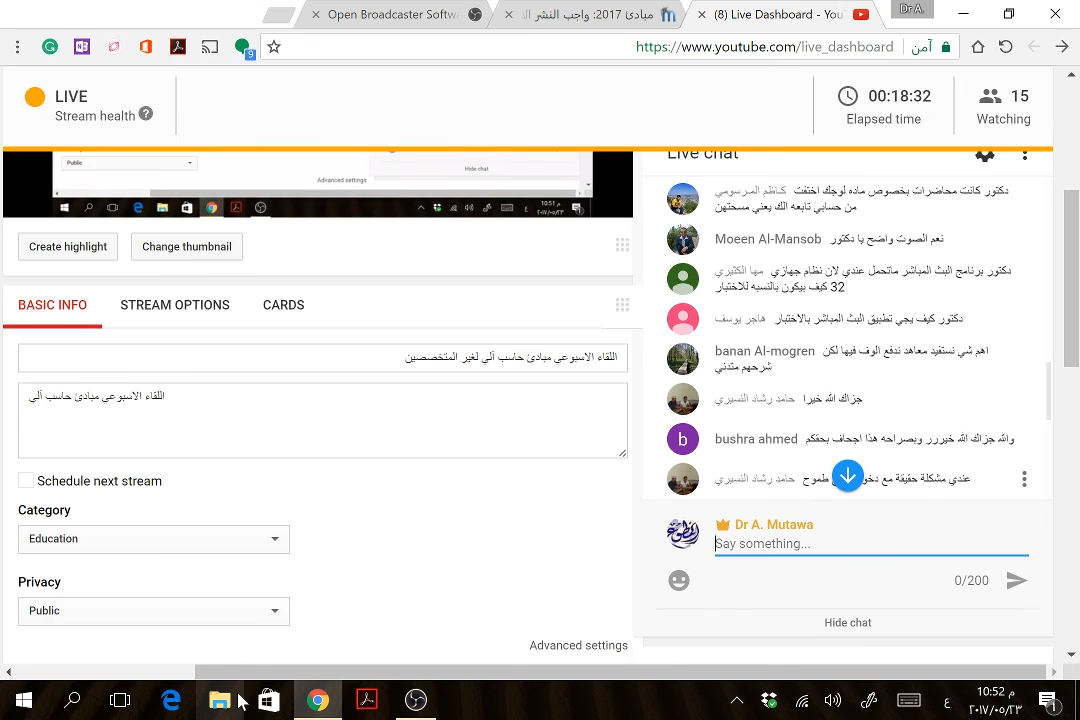 Open Broadcaster Softw
مبادئ 2017: واجب النشر الا
(8) Live Dashboard - You
Dr A.
9
https://www.youtube.com/live_dashboard
آمن
LIVE
Stream health
00:18:32
Elapsed time
15
Watching
Public
Hide chat
Advanced settings
Create highlight
Change thumbnail
BASIC INFO
STREAM OPTIONS
CARDS
اللقاء الاسبوعي مبادئ حاسب آلي لغير المتخصصين
اللقاء الاسبوعي مبادئ حاسب آلي
Schedule next stream
Category
Education
Privacy
Public
Advanced settings
Live chat
كـاظم المـرسومي دكتور كانت محاضرات بخصوص ماده لوجك اختفت
من حسابي تابعه الك يعني مسحتهن
Moeen Al-Mansob نعم الصوت واضح يا دكتور
مها الكثيري دكتور برنامج البث المباشر ماتحمل عندي لان نظام جهازي
32 كيف بيكون بالنسبه للاختبار
هاجر يوسف دكتور كيف يجي تطبيق البث المباشر بالاختبار
banan Al-mogren اهم شي نستفيد معاهد ندفع الوف فيها لكن
شرحهم متدني
حامد رشاد النسيري جزاك الله خيرا
b
bushra ahmed والله جزاك الله خيررر وبصراحه هذا اجحاف بحقكم
حامد رشاد النسيري عندي مشكلة حقيقة مع طموح
Dr A. Mutawa
Say something...
0/200
Hide chat
ع
10:52 م
٢٠١٧/٠٥/٢٣
1